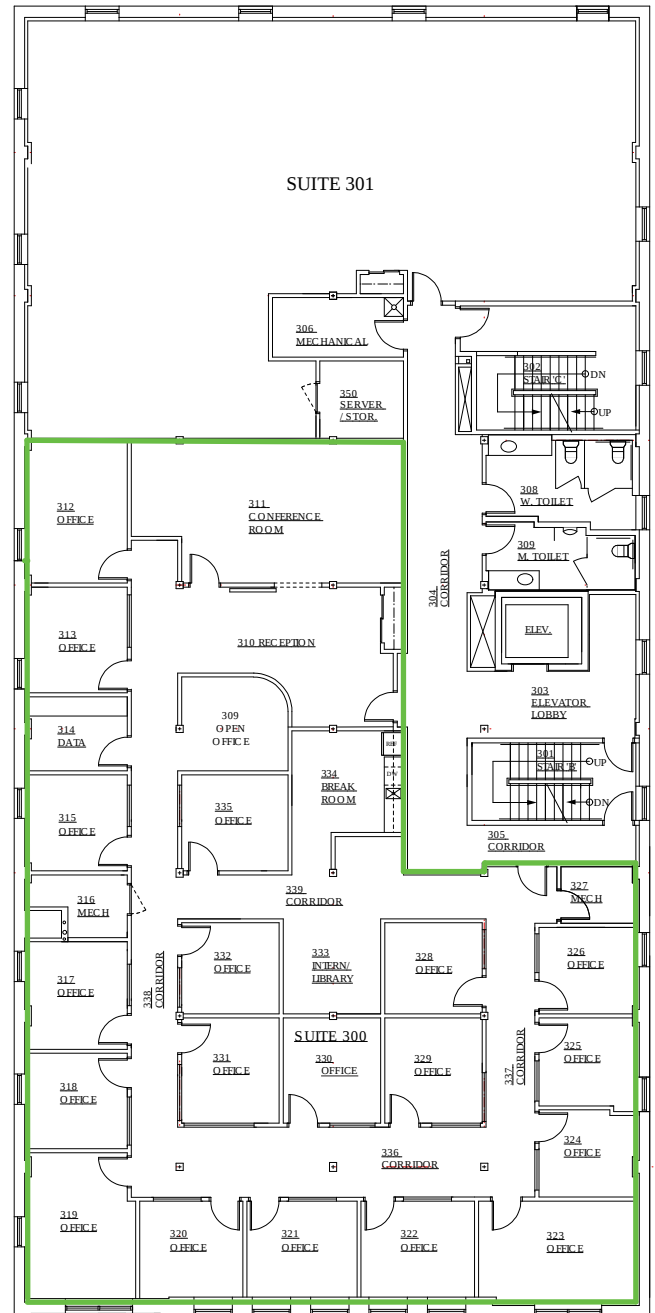 SUITE 301
306
MECHANICAL
302
STAIR 'C'
DN
UP
350
SERVER
/ STOR.
308
W. TOILET
312
OFFICE
311
CONFERENCE
ROOM
309
M. TOILET
304
CORRIDOR
313
OFFICE
310 RECEPTION
ELEV.
303
ELEVATOR
LOBBY
309
OPEN
OFFICE
314
DATA
REF
301
STAIR 'B'
UP
DN
334
BREAK
ROOM
DW
315
OFFICE
335
OFFICE
305
CORRIDOR
316
MECH
339
CORRIDOR
327
MECH
317
OFFICE
338
CORRIDOR
332
OFFICE
333
INTERN/
LIBRARY
328
OFFICE
326
OFFICE
SUITE 300
318
OFFICE
331
OFFICE
330
OFFICE
329
OFFICE
337
CORRIDOR
325
OFFICE
336
CORRIDOR
324
OFFICE
319
OFFICE
320
OFFICE
321
OFFICE
322
OFFICE
323
OFFICE